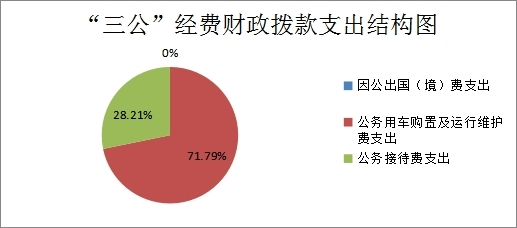 “三公”经费财政拨款支出结构图
0%
28.21%
71.79%
因公出国（境）费支出
公务用车购置及运行维护
费支出
公务接待费支出